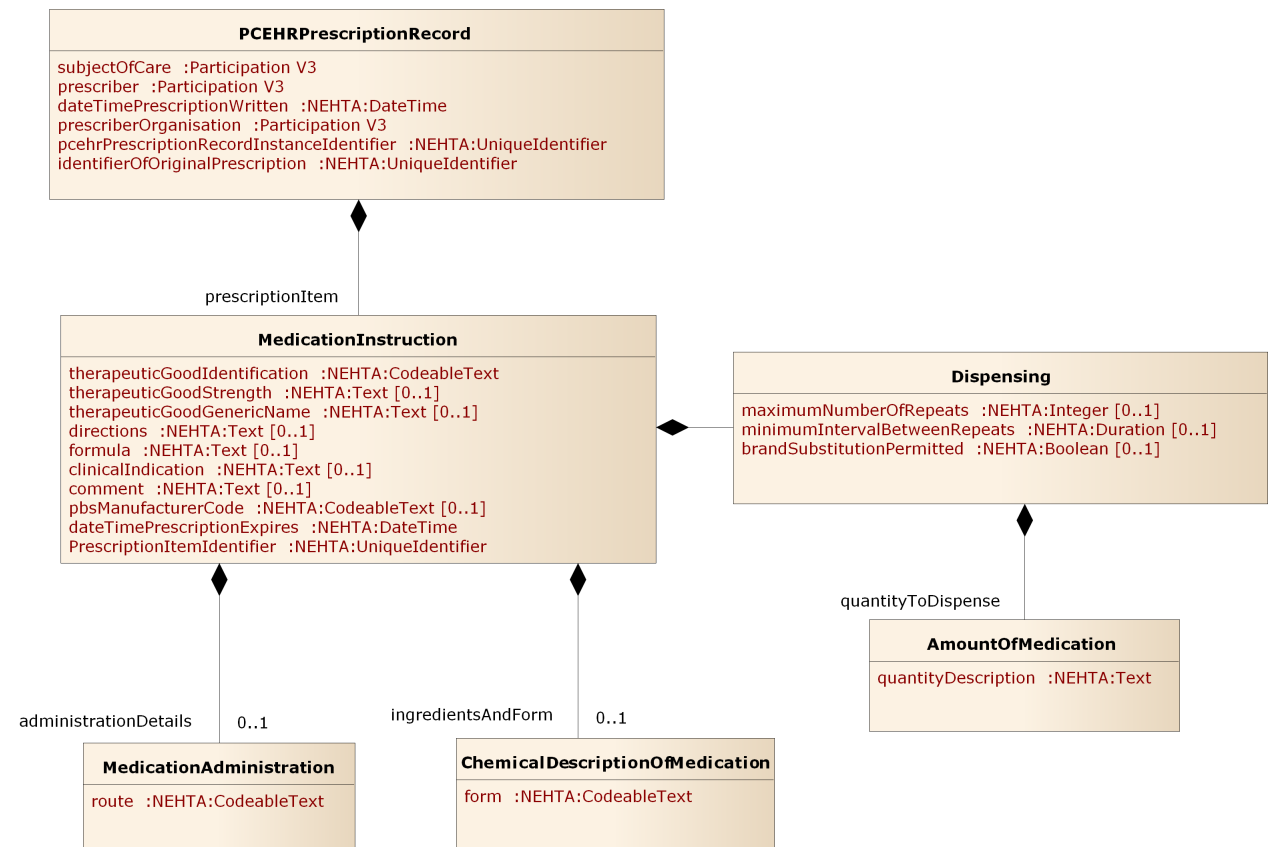 PCEHRPrescriptionRecord
subjectOfCare :Participation V3
prescriber :Participation V3
dateTimePrescriptionWritten :NEHTA:DateTime
prescriberOrganisation :Participation V3
pcehrPrescriptionRecordInstanceIdentifier :NEHTA:UniqueIdentifier
identifierOfOriginalPrescription :NEHTA:UniqueIdentifier
prescriptionItem
MedicationInstruction
therapeuticGoodIdentification :NEHTA:CodeableText
therapeuticGoodStrength :NEHTA:Text [0..1]
therapeuticGoodGenericName :NEHTA:Text [0..1]
directions :NEHTA:Text [0..1]
formula :NEHTA:Text [0..1]
clinicalIndication :NEHTA:Text [0..1]
comment :NEHTA:Text [0..1]
pbsManufacturerCode :NEHTA:CodeableText [0..1]
dateTimePrescriptionExpires :NEHTA:DateTime
PrescriptionItemIdentifier :NEHTA:UniqueIdentifier
Dispensing
maximumNumberOfRepeats :NEHTA:Integer [0..1]
minimumIntervalBetweenRepeats :NEHTA:Duration [0..1]
brandSubstitutionPermitted :NEHTA:Boolean [0..1]
quantityToDispense
AmountOfMedication
quantityDescription :NEHTA:Text
administrationDetails 0..1
MedicationAdministration
route :NEHTA:CodeableText
ingredientsAndForm 0..1
ChemicalDescriptionOfMedication
form :NEHTA:CodeableText